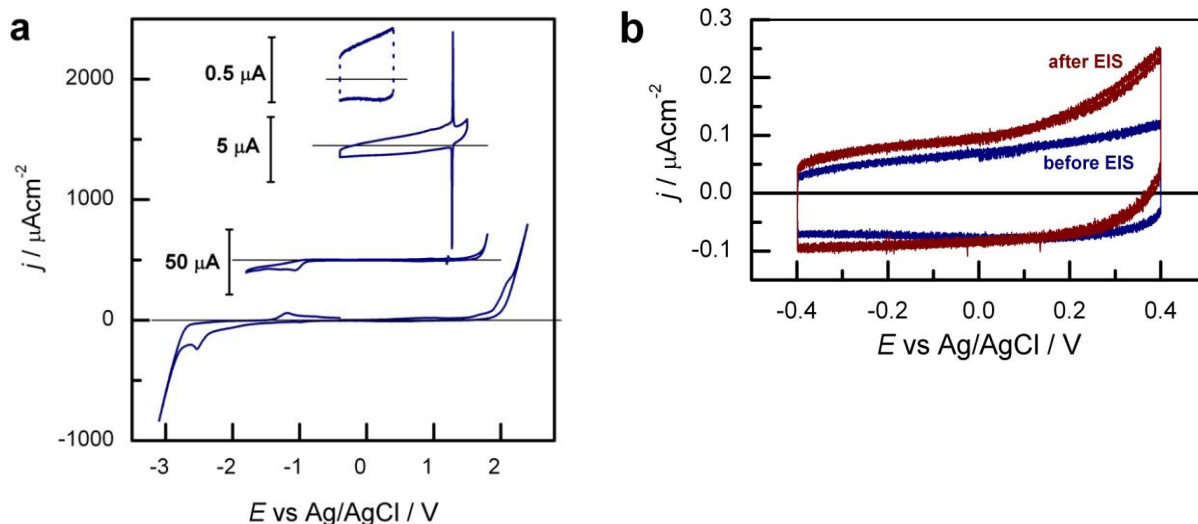 a
2000
1000
0
-1000
j / μAcm-2
0.5 μA
5 μA
50 μA
-3 -2 -1 0 1 2
E vs Ag/AgCl / V
b
0.3
0.2
0.1
0.0
-0.1
j / μAcm-2
after EIS
before EIS
-0.4 -0.2 0.0 0.2 0.4
E vs Ag/AgCl / V